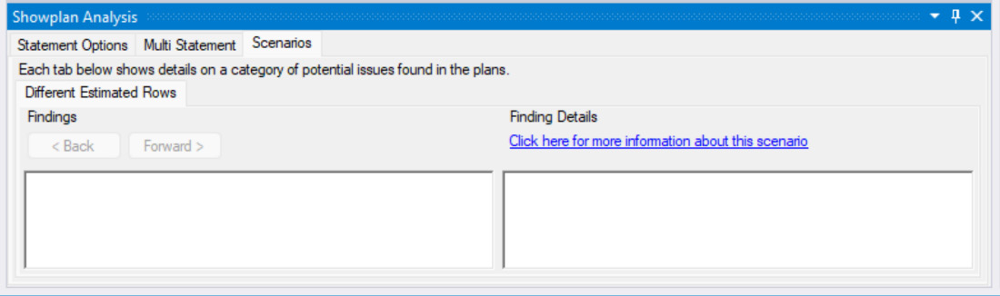 Showplan Analysis
Statement Options Multi Statement Scenarios
Each tab below shows details on a category of potential issues found in the plans.
Different Estimated Rows
Findings Finding Details
< Back Forward > Click here for more information about this scenario